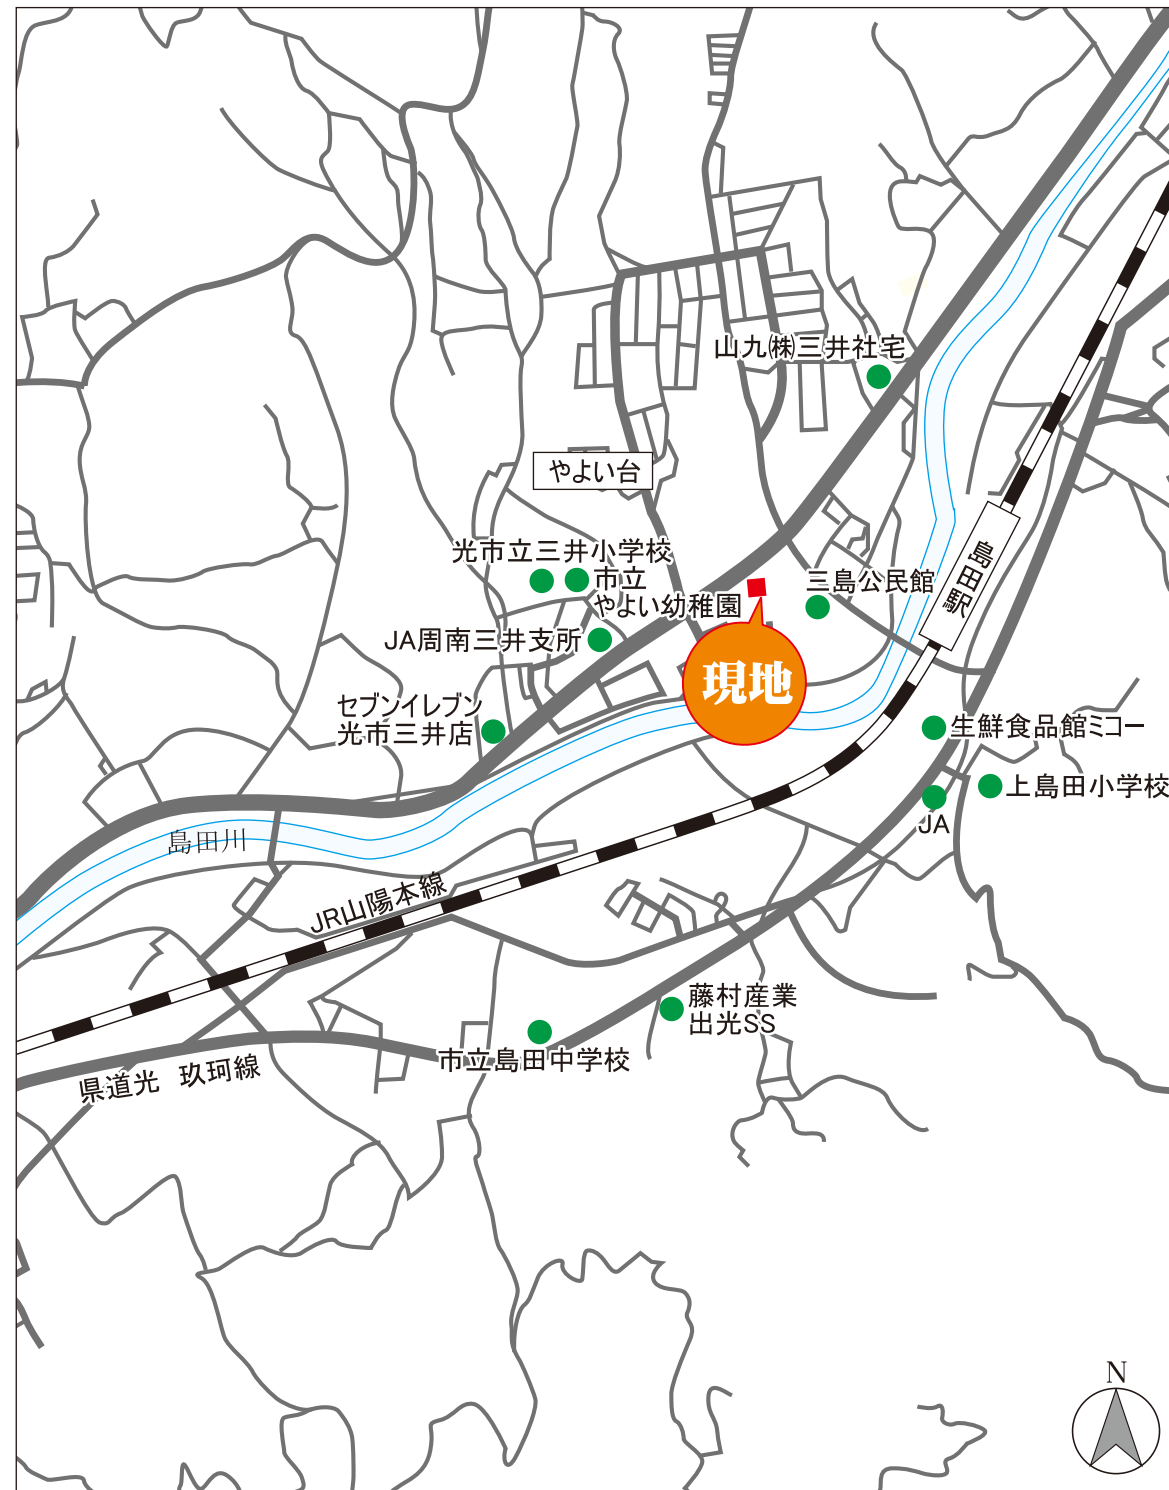 山九㈱三井社宅
やよい台
光市立三井小学校
市立
やよい幼稚園
三島公民館
島田駅
JA周南三井支所
現地
セブンイレブン
光市三井店
生鮮食品館ミコー
上島田小学校
JA
島田川
JR山陽本線
藤村産業
出光SS
市立島田中学校
県道光 玖珂線
N